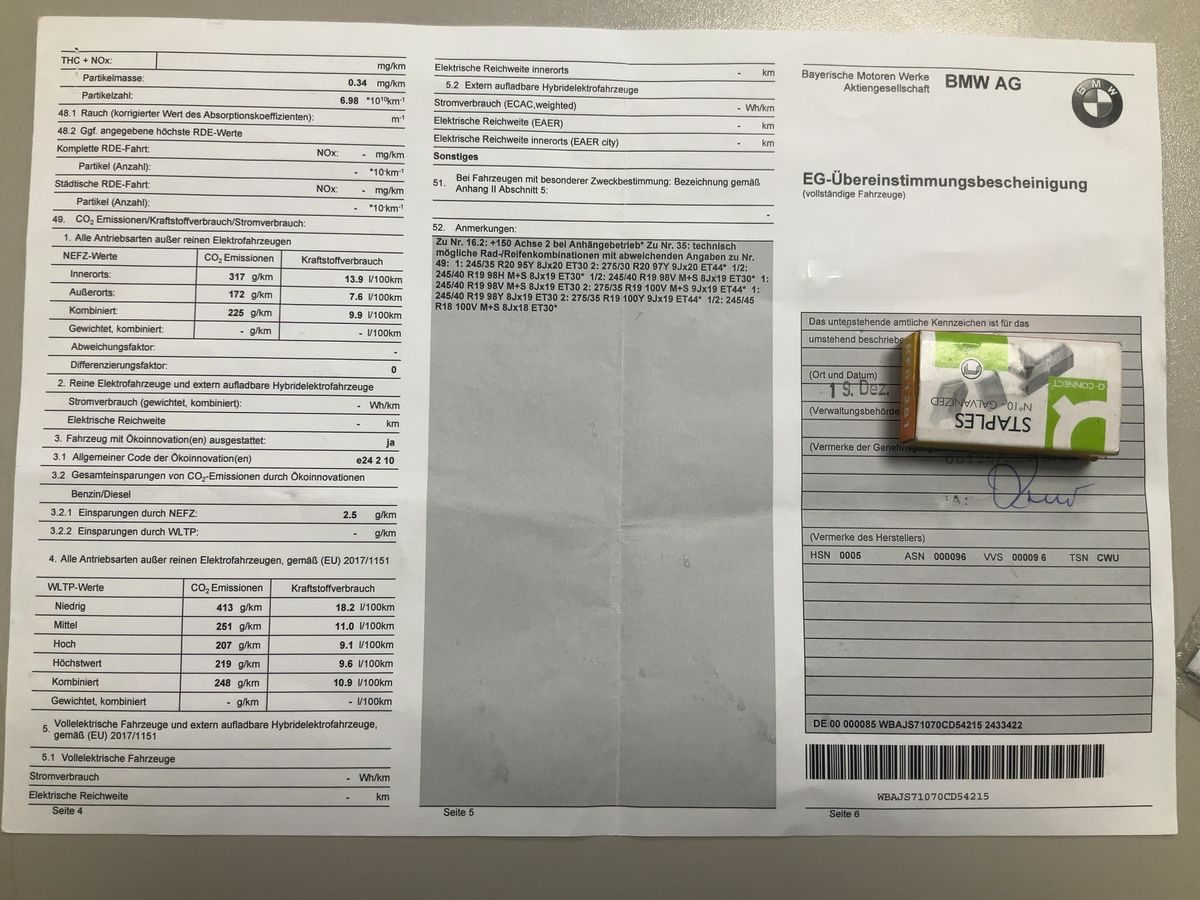 THC + NOx: mg/km
Partikelmasse: 0.34 mg/km
Partikelzahl: 6.98 *10¹⁰km⁻¹
48.1 Rauch (korrigierter Wert des Absorptionskoeffizienten): m⁻¹
48.2 Ggf. angegebene höchste RDE-Werte
Komplette RDE-Fahrt: NOx: - mg/km
Partikel (Anzahl): - *10·km⁻¹
Städtische RDE-Fahrt: NOx: - mg/km
Partikel (Anzahl): - *10·km⁻¹
49. CO₂ Emissionen/Kraftstoffverbrauch/Stromverbrauch:
1. Alle Antriebsarten außer reinen Elektrofahrzeugen
NEFZ-Werte CO₂ Emissionen Kraftstoffverbrauch
Innerorts: 317 g/km 13.9 l/100km
Außerorts: 172 g/km 7.6 l/100km
Kombiniert: 225 g/km 9.9 l/100km
Gewichtet, kombiniert: - g/km - l/100km
Abweichungsfaktor: -
Differenzierungsfaktor: 0
2. Reine Elektrofahrzeuge und extern aufladbare Hybridelektrofahrzeuge
Stromverbrauch (gewichtet, kombiniert): - Wh/km
Elektrische Reichweite - km
3. Fahrzeug mit Ökoinnovation(en) ausgestattet: ja
3.1 Allgemeiner Code der Ökoinnovation(en) e24 2 10
3.2 Gesamteinsparungen von CO₂-Emissionen durch Ökoinnovationen
Benzin/Diesel
3.2.1 Einsparungen durch NEFZ: 2.5 g/km
3.2.2 Einsparungen durch WLTP: - g/km
4. Alle Antriebsarten außer reinen Elektrofahrzeugen, gemäß (EU) 2017/1151
WLTP-Werte CO₂ Emissionen Kraftstoffverbrauch
Niedrig 413 g/km 18.2 l/100km
Mittel 251 g/km 11.0 l/100km
Hoch 207 g/km 9.1 l/100km
Höchstwert 219 g/km 9.6 l/100km
Kombiniert 248 g/km 10.9 l/100km
Gewichtet, kombiniert - g/km - l/100km
5. Vollelektrische Fahrzeuge und extern aufladbare Hybridelektrofahrzeuge,
gemäß (EU) 2017/1151
5.1 Vollelektrische Fahrzeuge
Stromverbrauch - Wh/km
Elektrische Reichweite - km
Seite 4
Elektrische Reichweite innerorts - km
5.2 Extern aufladbare Hybridelektrofahrzeuge
Stromverbrauch (ECAC,weighted) - Wh/km
Elektrische Reichweite (EAER) - km
Elektrische Reichweite innerorts (EAER city) - km
Sonstiges
51. Bei Fahrzeugen mit besonderer Zweckbestimmung: Bezeichnung gemäß
Anhang II Abschnitt 5:
-
52. Anmerkungen:
Zu Nr. 16.2: +150 Achse 2 bei Anhängebetrieb* Zu Nr. 35: technisch
mögliche Rad-/Reifenkombinationen mit abweichenden Angaben zu Nr.
49: 1: 245/35 R20 95Y 8Jx20 ET30 2: 275/30 R20 97Y 9Jx20 ET44* 1/2:
245/40 R19 98H M+S 8Jx19 ET30* 1/2: 245/40 R19 98V M+S 8Jx19 ET30* 1:
245/40 R19 98V M+S 8Jx19 ET30 2: 275/35 R19 100V M+S 9Jx19 ET44* 1:
245/40 R19 98Y 8Jx19 ET30 2: 275/35 R19 100Y 9Jx19 ET44* 1/2: 245/45
R18 100V M+S 8Jx18 ET30*
Seite 5
Bayerische Motoren Werke
Aktiengesellschaft
BMW AG
BMW
EG-Übereinstimmungsbescheinigung
(vollständige Fahrzeuge)
Das untenstehende amtliche Kennzeichen ist für das
umstehend beschriebe
(Ort und Datum)
19. Dez.
(Verwaltungsbehörde
(Vermerke der Genehmigungs
i.A.:
STAPLES
Nº10 - GALVANIZED
Q-CONNECT
(Vermerke des Herstellers)
HSN 0005 ASN 000096 VVS 00009 6 TSN CWU
DE 00 000085 WBAJS71070CD54215 2433422
WBAJS71070CD54215
Seite 6